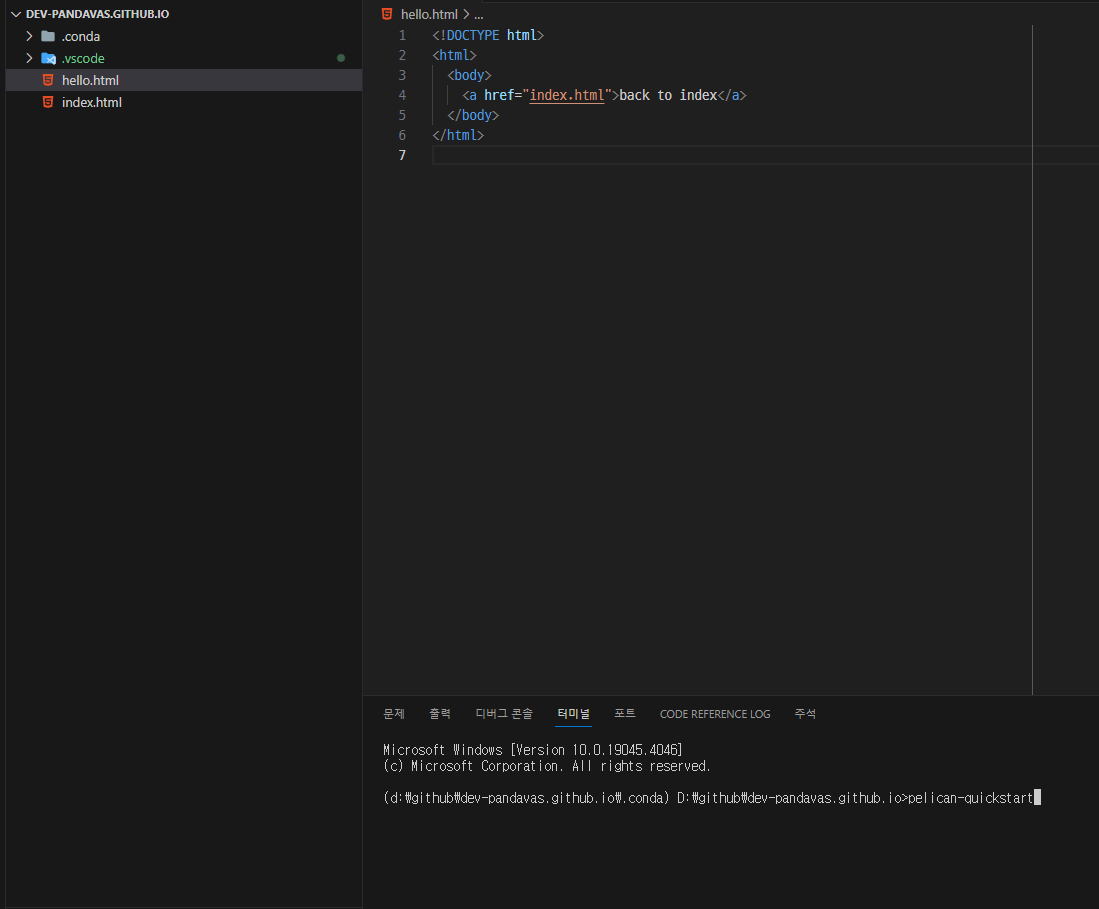 DEV-PANDAVAS.GITHUB.IO
.conda
.vscode
hello.html
index.html
hello.html > ...
1 <!DOCTYPE html>
2 <html>
3 <body>
4 <a href="index.html">back to index</a>
5 </body>
6 </html>
7
문제 출력 디버그 콘솔 터미널 포트 CODE REFERENCE LOG 주석
Microsoft Windows [Version 10.0.19045.4046]
(c) Microsoft Corporation. All rights reserved.
(d:₩github₩dev-pandavas.github.io₩.conda) D:₩github₩dev-pandavas.github.io>pelican-quickstart